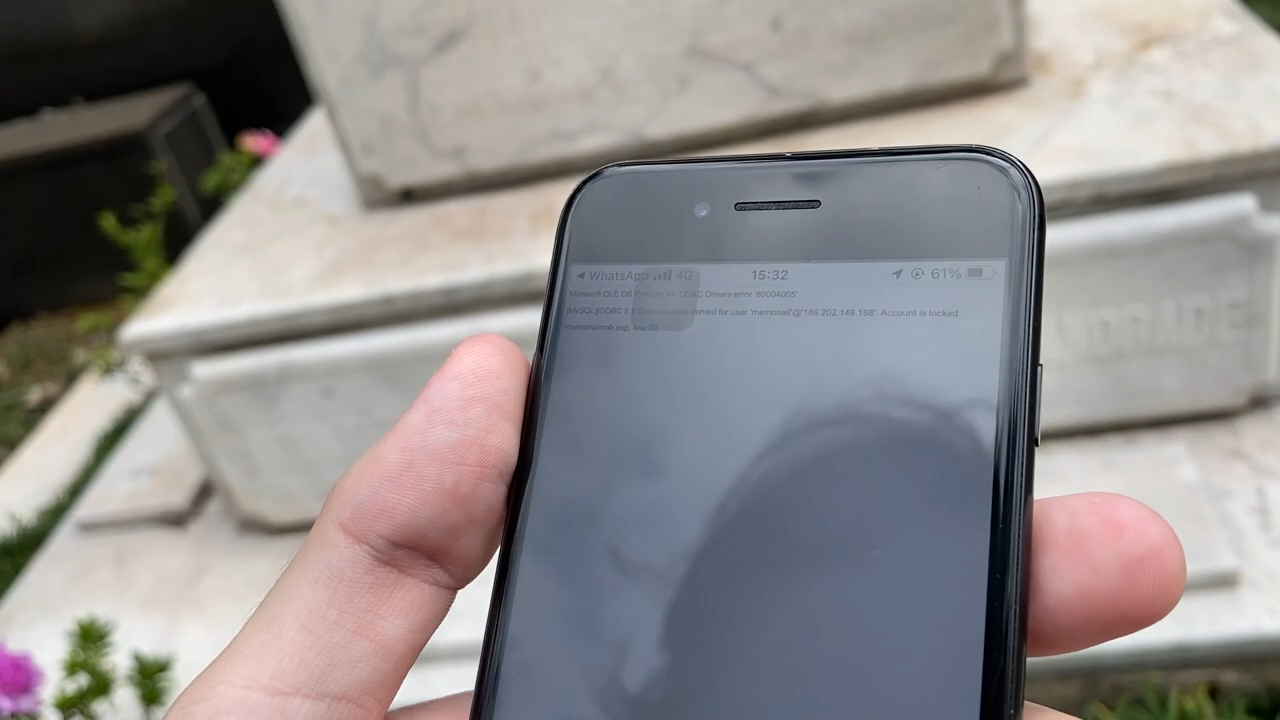 ◀ WhatsApp 4G 15:32 61%
Microsoft OLE DB Provider for ODBC Drivers error '80004005'
[MySQL][ODBC 5.1 Driver]Access denied for user 'memorial'@'186.202.149.198'. Account is locked
/memorialmob.asp, line 29
NDRADE